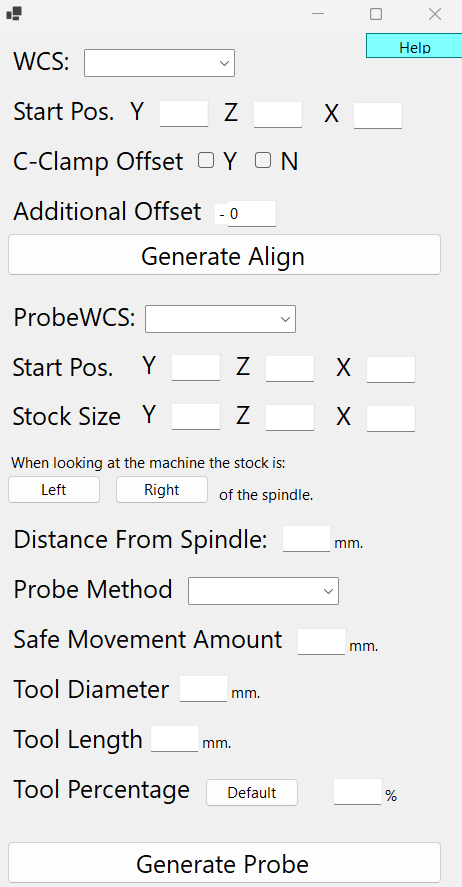 Help
WCS:
Start Pos. Y Z X
C-Clamp Offset Y N
Additional Offset - 0
Generate Align
ProbeWCS:
Start Pos. Y Z X
Stock Size Y Z X
When looking at the machine the stock is:
Left Right of the spindle.
Distance From Spindle: mm.
Probe Method
Safe Movement Amount mm.
Tool Diameter mm.
Tool Length mm.
Tool Percentage Default %
Generate Probe